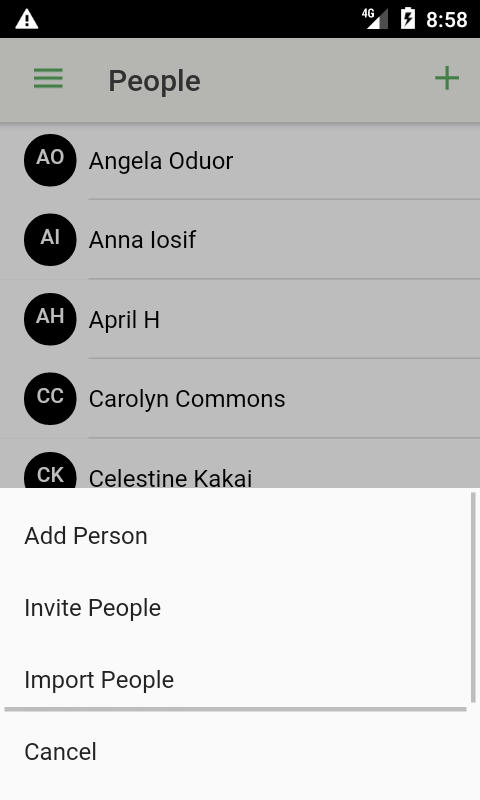 4G 8:58
People
AO Angela Oduor
AI Anna Iosif
AH April H
CC Carolyn Commons
CK Celestine Kakai
Add Person
Invite People
Import People
Cancel